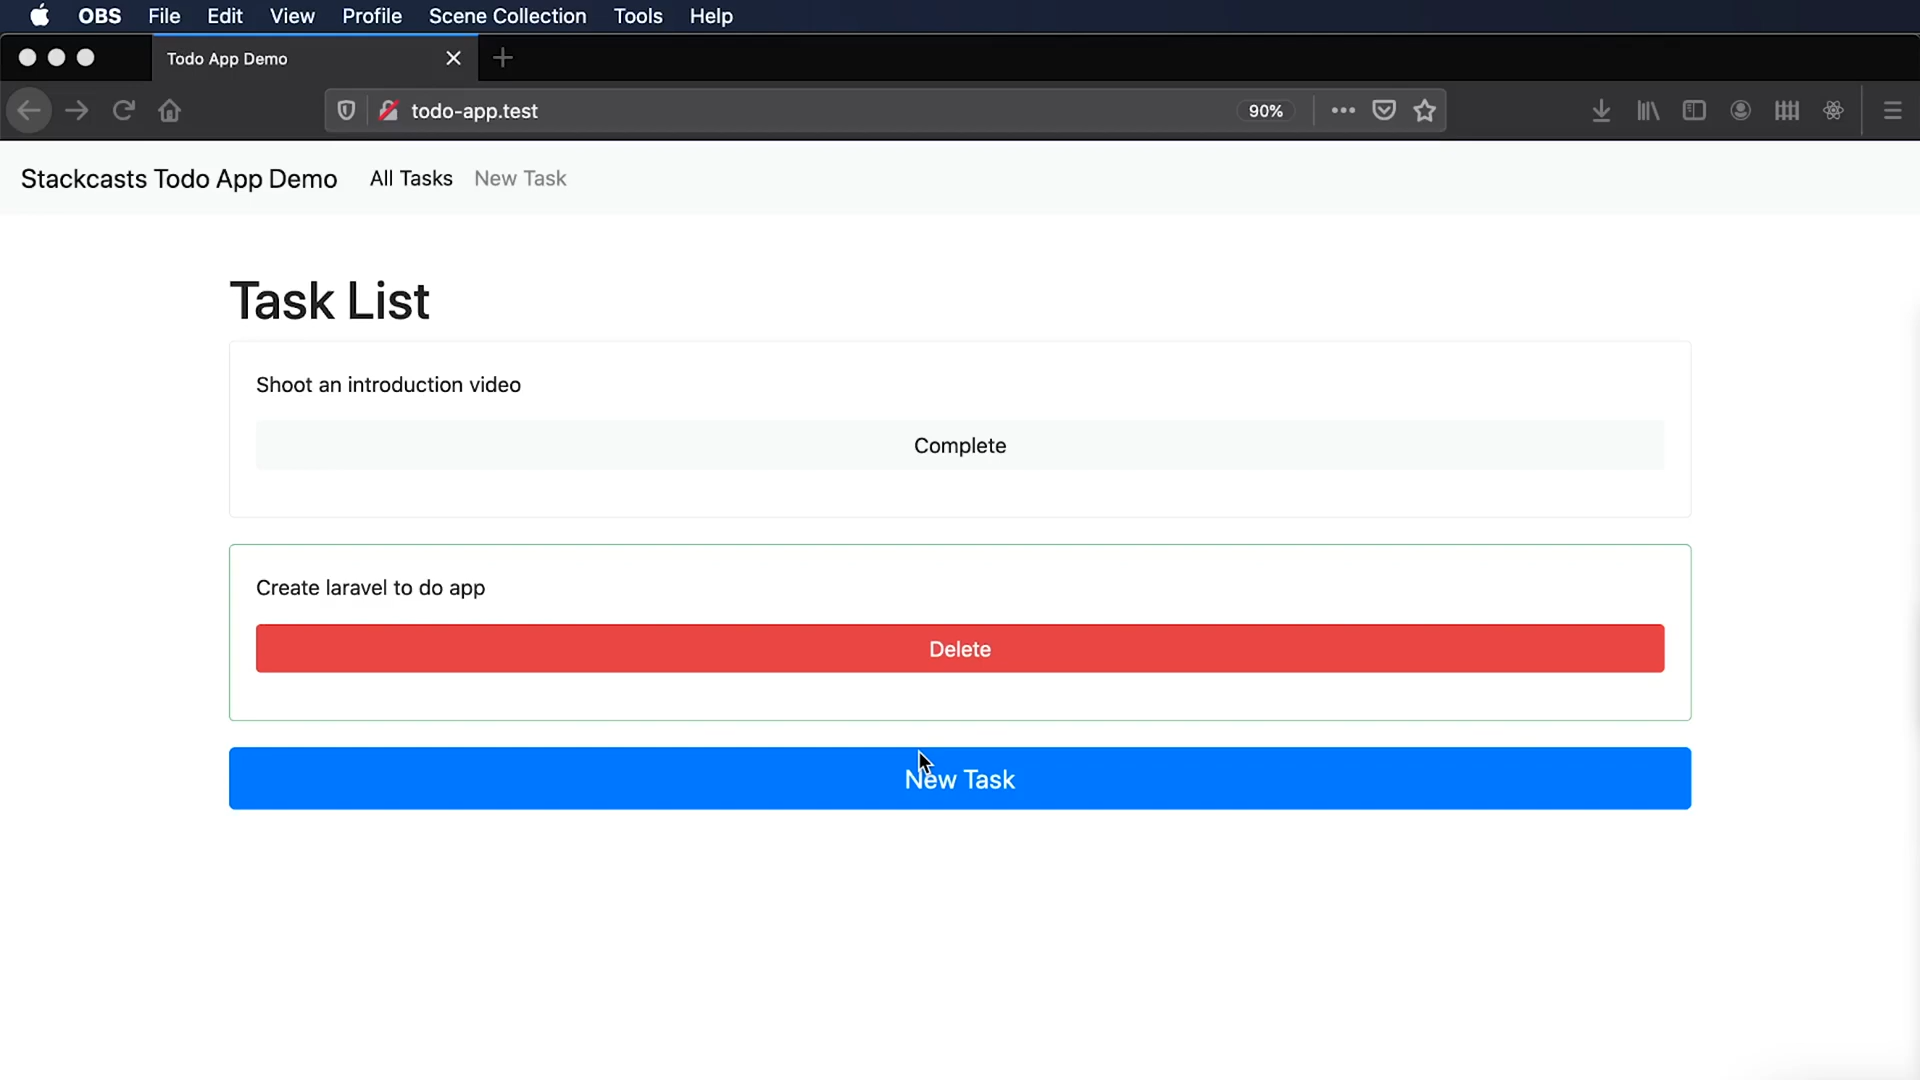 OBS File Edit View Profile Scene Collection Tools Help
Todo App Demo
todo-app.test 90%
Stackcasts Todo App Demo All Tasks New Task
Task List
Shoot an introduction video
Complete
Create laravel to do app
Delete
New Task